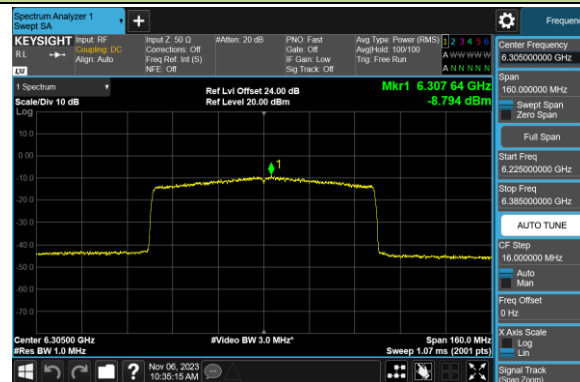 Spectrum Analyzer 1
Swept SA
+
Frequen
KEYSIGHT
RL
LXI
Input: RF
Coupling: DC
Align: Auto
Input Z: 50 Ω
Corrections: Off
Freq Ref: Int (S)
NFE: Off
#Atten: 20 dB
PNO: Fast
Gate: Off
IF Gain: Low
Sig Track: Off
Avg Type: Power (RMS)
Avg|Hold: 100/100
Trig: Free Run
1 2 3 4 5 6
A W W W W W
A N N N N N
1 Spectrum
Scale/Div 10 dB
Log
Ref Lvl Offset 24.00 dB
Ref Level 20.00 dBm
Mkr1 6.307 64 GHz
-8.794 dBm
1
10.0
0.00
-10.0
-20.0
-30.0
-40.0
-50.0
-60.0
-70.0
Center 6.30500 GHz
#Res BW 1.0 MHz
#Video BW 3.0 MHz*
Span 160.0 MHz
Sweep 1.07 ms (2001 pts)
?
Nov 06, 2023
10:35:15 AM
Center Frequency
6.305000000 GHz
Span
160.000000 MHz
Swept Span
Zero Span
Full Span
Start Freq
6.225000000 GHz
Stop Freq
6.385000000 GHz
AUTO TUNE
CF Step
16.000000 MHz
Auto
Man
Freq Offset
0 Hz
X Axis Scale
Log
Lin
Signal Track
(Span Zoom)